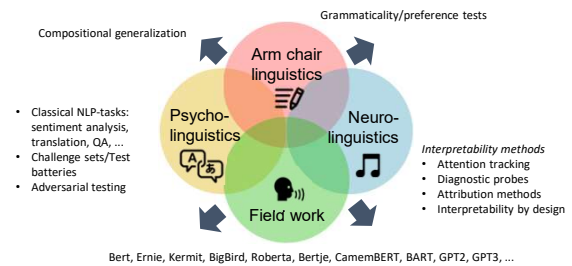 Grammaticality/preference tests
Compositional generalization
Arm chair
linguistics
Psycho-
linguistics
Neuro-
linguistics
Field work
• Classical NLP-tasks:
sentiment analysis,
translation, QA, ...
• Challenge sets/Test
batteries
• Adversarial testing
Interpretability methods
• Attention tracking
• Diagnostic probes
• Attribution methods
• Interpretability by design
A
あ
Bert, Ernie, Kermit, BigBird, Roberta, Bertje, CamemBERT, BART, GPT2, GPT3, ...